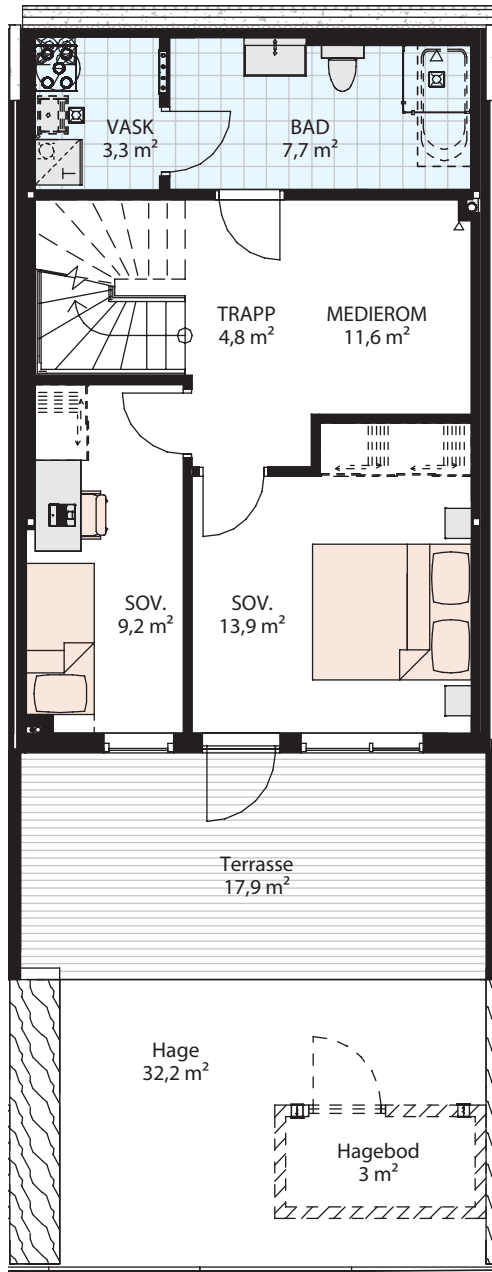 VASK
3,3 m²
BAD
7,7 m²
T
TRAPP
4,8 m²
MEDIEROM
11,6 m²
SOV.
9,2 m²
SOV.
13,9 m²
Terrasse
17,9 m²
Hage
32,2 m²
Hagebod
3 m²